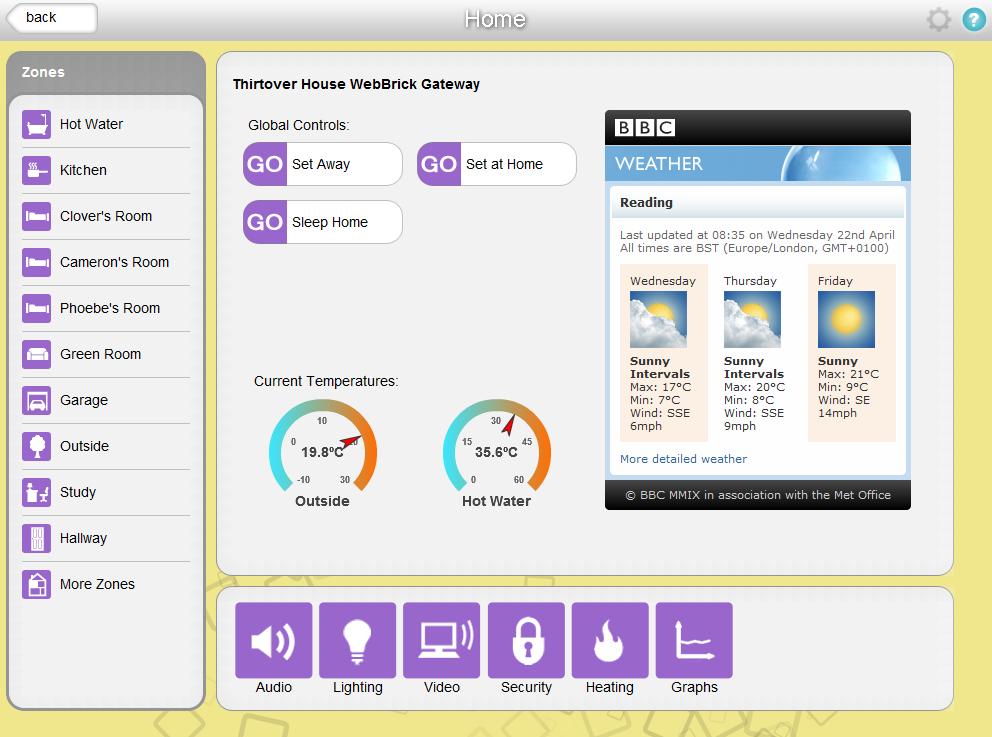 back
Home
?
Zones
Hot Water
Kitchen
Clover's Room
Cameron's Room
Phoebe's Room
Green Room
Garage
Outside
Study
Hallway
More Zones
Thirtover House WebBrick Gateway
Global Controls:
GO Set Away
GO Set at Home
GO Sleep Home
Current Temperatures:
10
0 20
19.8ºC
-10 30
Outside
30
15 45
35.6ºC
0 60
Hot Water
BBC
WEATHER
Reading
Last updated at 08:35 on Wednesday 22nd April
All times are BST (Europe/London, GMT+0100)
Wednesday
Sunny
Intervals
Max: 17°C
Min: 7°C
Wind: SSE
6mph
Thursday
Sunny
Intervals
Max: 20°C
Min: 8°C
Wind: SSE
9mph
Friday
Sunny
Max: 21°C
Min: 9°C
Wind: SE
14mph
More detailed weather
© BBC MMIX in association with the Met Office
Audio
Lighting
Video
Security
Heating
Graphs